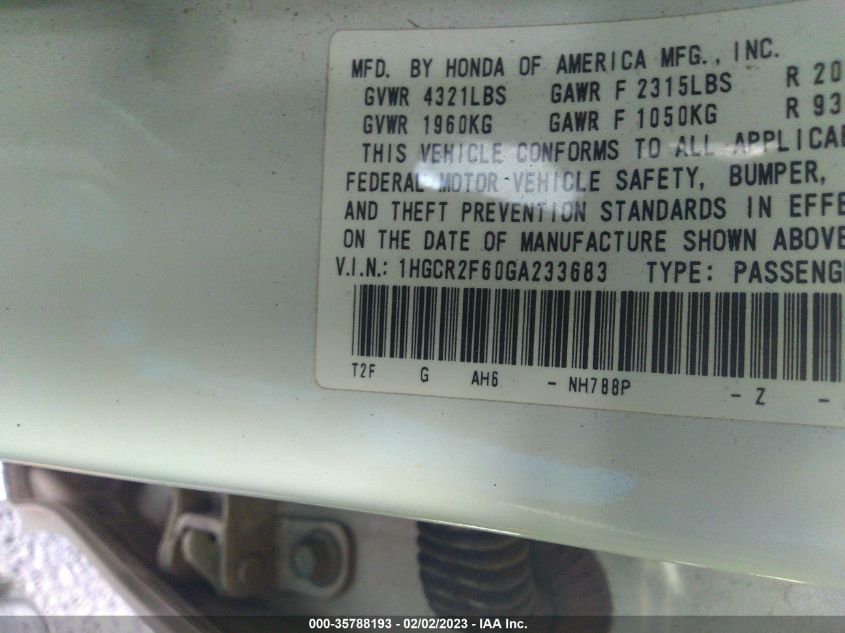 MFD. BY HONDA OF AMERICA MFG., INC.
GVWR 4321LBS GAWR F 2315LBS R 20
GVWR 1960KG GAWR F 1050KG R 93
THIS VEHICLE CONFORMS TO ALL APPLICAB
FEDERAL MOTOR VEHICLE SAFETY, BUMPER,
AND THEFT PREVENTION STANDARDS IN EFFE
ON THE DATE OF MANUFACTURE SHOWN ABOVE
V.I.N.: 1HGCR2F60GA233683 TYPE: PASSENG
T2F G AH6 - NH788P - Z -
000-35788193 - 02/02/2023 - IAA Inc.